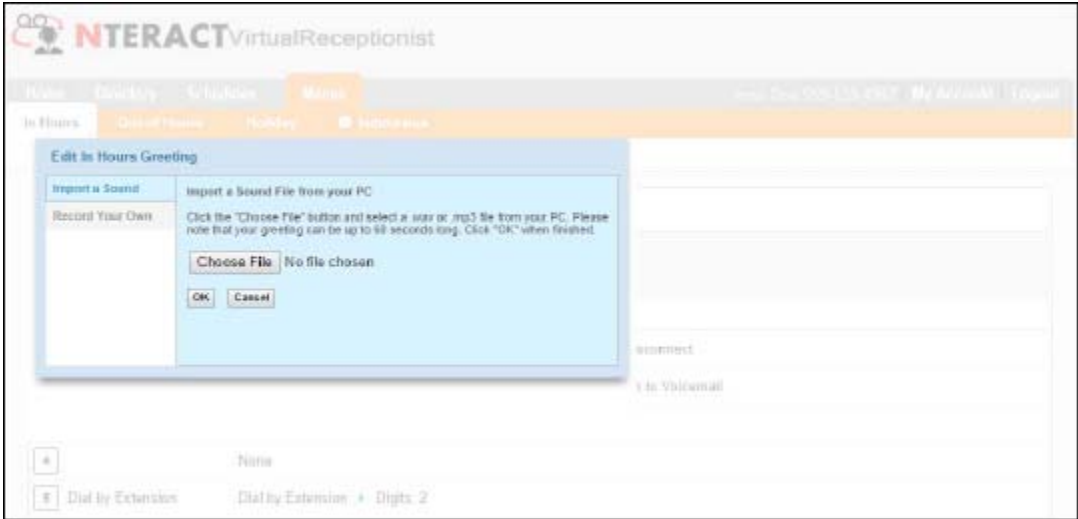 NTERACTVirtualReceptionist
Home Directory Schedules Menus My Account Logout
In Hours Out of Hours Holiday Submenus
Edit In Hours Greeting
Import a Sound
Record Your Own
Import a Sound File from your PC
Click the "Choose File" button and select a .wav or .mp3 file from your PC. Please
note that your greeting can be up to 60 seconds long. Click "OK" when finished.
Choose File No file chosen
OK Cancel
to Voicemail
None
Dial by Extension Dial by Extension Digits: 2